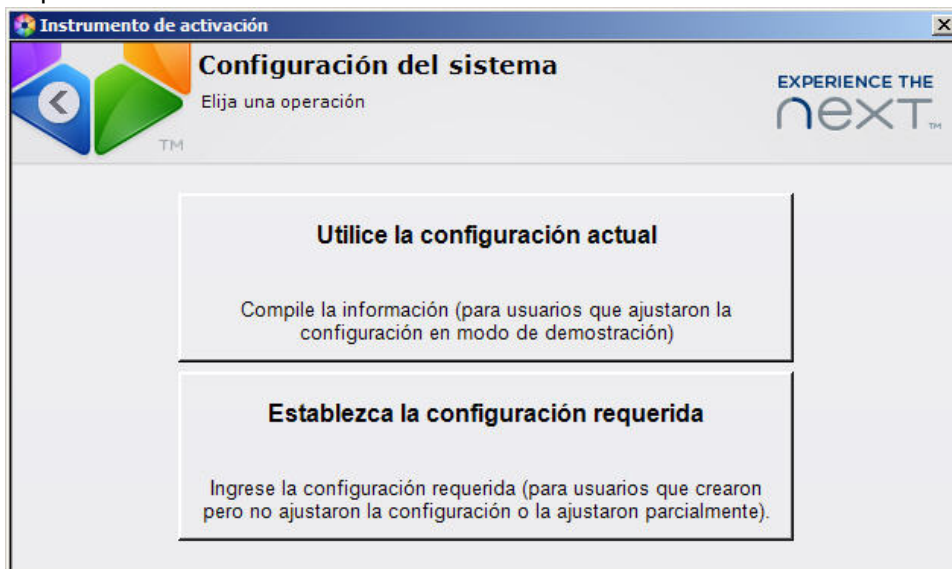 Instrumento de activación
Configuración del sistema
Elija una operación
EXPERIENCE THE
next™
TM
Utilice la configuración actual
Compile la información (para usuarios que ajustaron la
configuración en modo de demostración)
Establezca la configuración requerida
Ingrese la configuración requerida (para usuarios que crearon
pero no ajustaron la configuración o la ajustaron parcialmente).